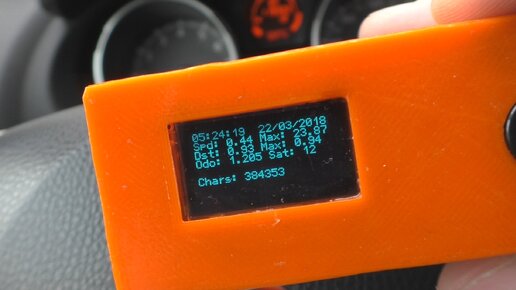 05:24:19 22/03/2018
Spd: 0.44 Max: 23.87
Dst: 0.93 Max: 0.94
Odo: 1.205 Sat: 12
Chars: 384353